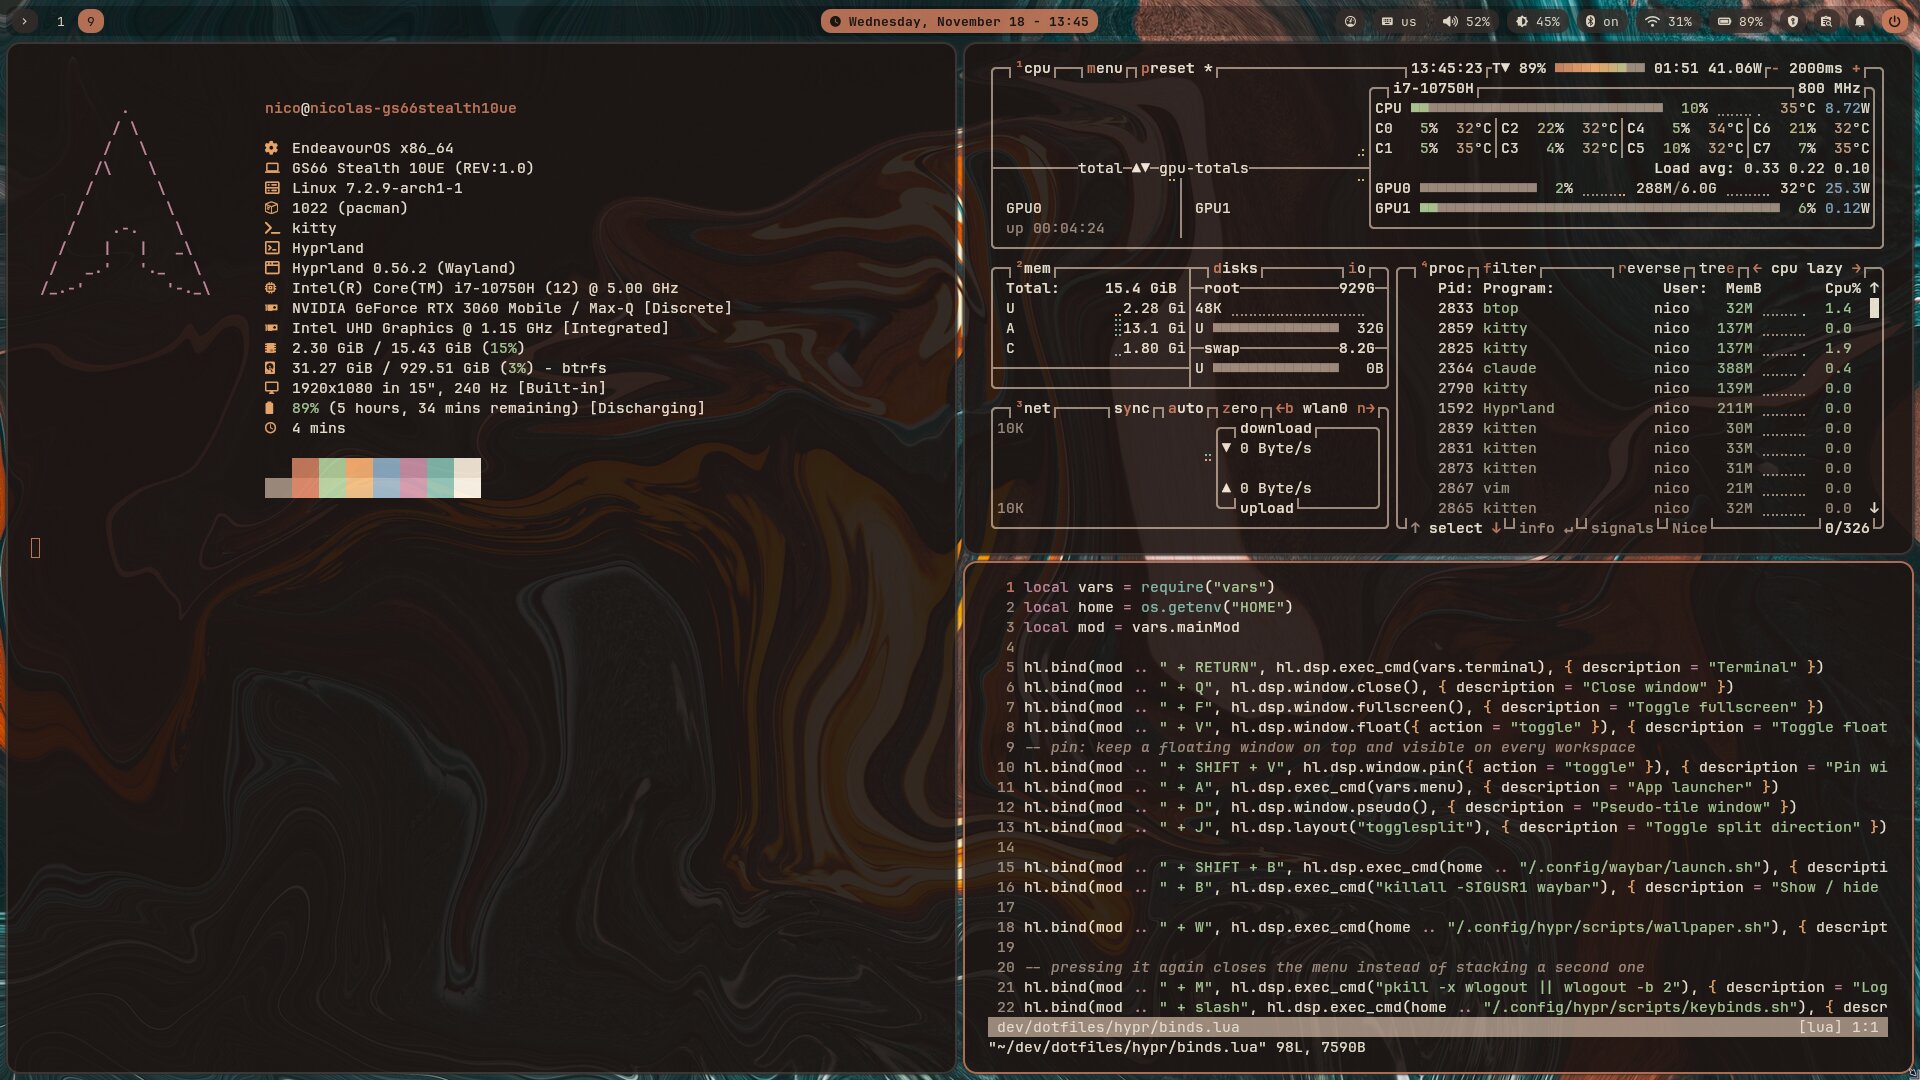 1 9
Wednesday, November 18 - 13:45
us 52% 45% on 31% 89%
nico@nicolas-gs66stealth10ue
EndeavourOS x86_64
GS66 Stealth 10UE (REV:1.0)
Linux 7.2.9-arch1-1
1022 (pacman)
kitty
Hyprland
Hyprland 0.56.2 (Wayland)
Intel(R) Core(TM) i7-10750H (12) @ 5.00 GHz
NVIDIA GeForce RTX 3060 Mobile / Max-Q [Discrete]
Intel UHD Graphics @ 1.15 GHz [Integrated]
2.30 GiB / 15.43 GiB (15%)
31.27 GiB / 929.51 GiB (3%) - btrfs
1920x1080 in 15", 240 Hz [Built-in]
89% (5 hours, 34 mins remaining) [Discharging]
4 mins
¹cpu menu preset * 13:45:23 T▼ 89% 01:51 41.06W - 2000ms +
i7-10750H 800 MHz
CPU 10% 35°C 8.72W
C0 5% 32°C C2 22% 32°C C4 5% 34°C C6 21% 32°C
C1 5% 35°C C3 4% 32°C C5 10% 32°C C7 7% 35°C
total ▲▼ gpu-totals
Load avg: 0.33 0.22 0.10
GPU0 2% 288M/6.0G 32°C 25.3W
GPU1 6% 0.12W
GPU0 GPU1
up 00:04:24
²mem
Total: 15.4 GiB
U 2.28 Gi
A 13.1 Gi
C 1.80 Gi
disks io
root 929G
48K
U 32G
swap 8.2G
U 0B
³net sync auto zero ←b wlan0 n→
10K
download
▼ 0 Byte/s
▲ 0 Byte/s
10K
upload
⁴proc filter reverse tree ← cpu lazy →
Pid: Program: User: MemB Cpu% ↑
2833 btop nico 32M 1.4
2859 kitty nico 137M 0.0
2825 kitty nico 137M 1.9
2364 claude nico 388M 0.4
2790 kitty nico 139M 0.0
1592 Hyprland nico 211M 0.0
2839 kitten nico 30M 0.0
2831 kitten nico 33M 0.0
2873 kitten nico 31M 0.0
2867 vim nico 21M 0.0
2865 kitten nico 32M 0.0 ↓
↑ select ↓ info ↵ signals Nice 0/326
1 local vars = require("vars")
2 local home = os.getenv("HOME")
3 local mod = vars.mainMod
4
5 hl.bind(mod .. " + RETURN", hl.dsp.exec_cmd(vars.terminal), { description = "Terminal" })
6 hl.bind(mod .. " + Q", hl.dsp.window.close(), { description = "Close window" })
7 hl.bind(mod .. " + F", hl.dsp.window.fullscreen(), { description = "Toggle fullscreen" })
8 hl.bind(mod .. " + V", hl.dsp.window.float({ action = "toggle" }), { description = "Toggle float
9 -- pin: keep a floating window on top and visible on every workspace
10 hl.bind(mod .. " + SHIFT + V", hl.dsp.window.pin({ action = "toggle" }), { description = "Pin wi
11 hl.bind(mod .. " + A", hl.dsp.exec_cmd(vars.menu), { description = "App launcher" })
12 hl.bind(mod .. " + D", hl.dsp.window.pseudo(), { description = "Pseudo-tile window" })
13 hl.bind(mod .. " + J", hl.dsp.layout("togglesplit"), { description = "Toggle split direction" })
14
15 hl.bind(mod .. " + SHIFT + B", hl.dsp.exec_cmd(home .. "/.config/waybar/launch.sh"), { descripti
16 hl.bind(mod .. " + B", hl.dsp.exec_cmd("killall -SIGUSR1 waybar"), { description = "Show / hide
17
18 hl.bind(mod .. " + W", hl.dsp.exec_cmd(home .. "/.config/hypr/scripts/wallpaper.sh"), { descript
19
20 -- pressing it again closes the menu instead of stacking a second one
21 hl.bind(mod .. " + M", hl.dsp.exec_cmd("pkill -x wlogout || wlogout -b 2"), { description = "Log
22 hl.bind(mod .. " + slash", hl.dsp.exec_cmd(home .. "/.config/hypr/scripts/keybinds.sh"), { descr
dev/dotfiles/hypr/binds.lua [lua] 1:1
"~/dev/dotfiles/hypr/binds.lua" 98L, 7590B